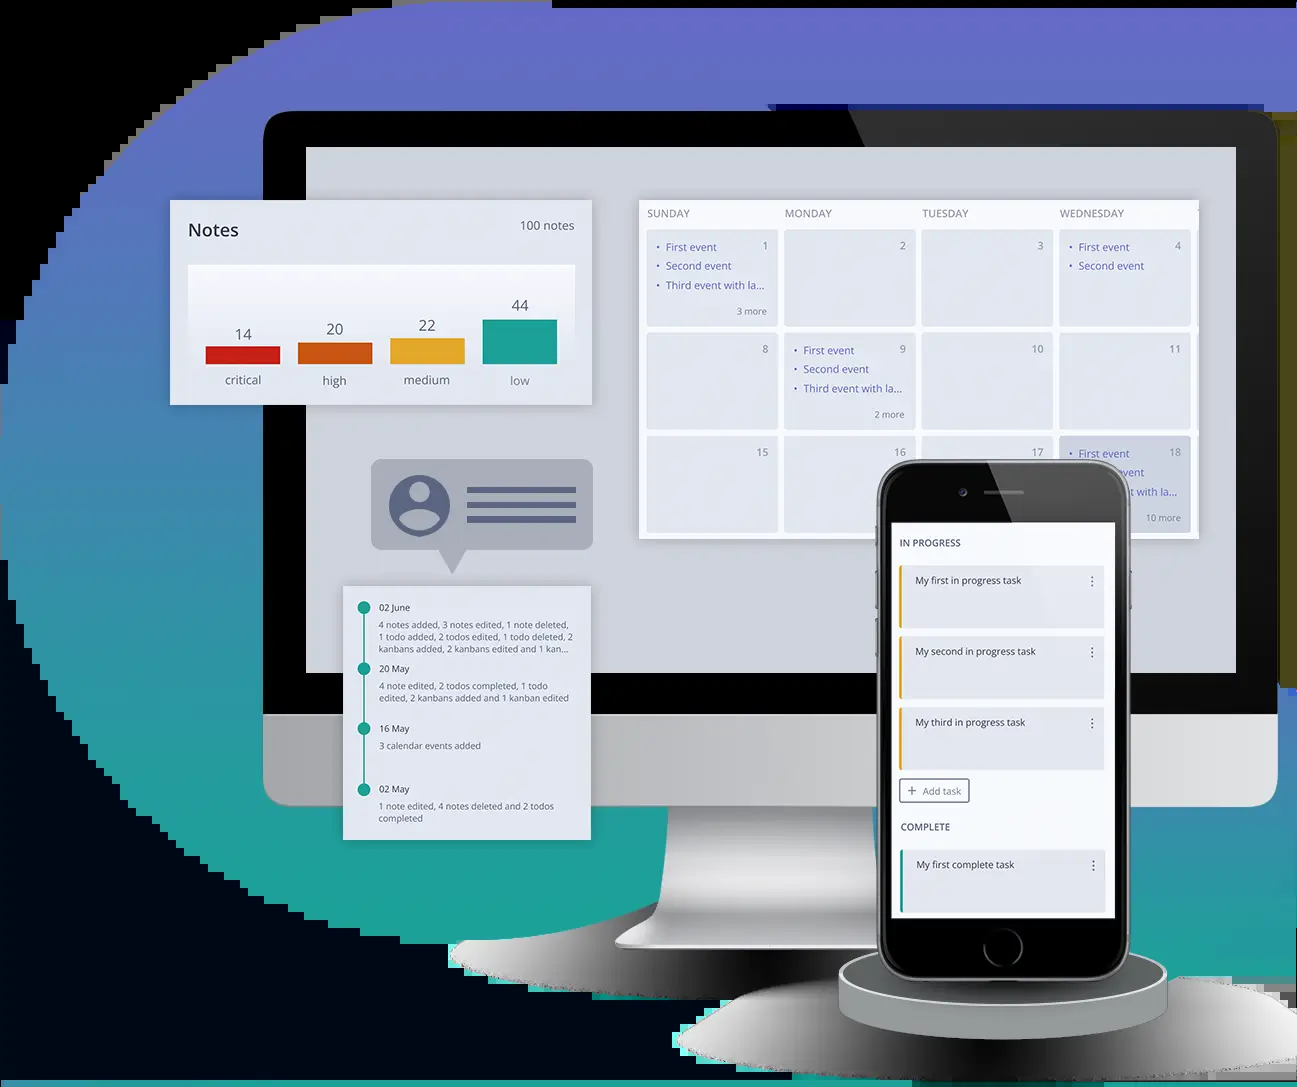 Notes
100 notes
14
20
22
44
critical
high
medium
low
SUNDAY
MONDAY
TUESDAY
WEDNESDAY
• First event 1
• Second event
• Third event with la...
3 more
2
3
• First event 4
• Second event
8
• First event 9
• Second event
• Third event with la...
2 more
10
11
15
16
17
• First event 18
vent
t with la...
10 more
02 June
4 notes added, 3 notes edited, 1 note deleted,
1 todo added, 2 todos edited, 1 todo deleted, 2
kanbans added, 2 kanbans edited and 1 kan...
20 May
4 note edited, 2 todos completed, 1 todo
edited, 2 kanbans added and 1 kanban edited
16 May
3 calendar events added
02 May
1 note edited, 4 notes deleted and 2 todos
completed
IN PROGRESS
My first in progress task
My second in progress task
My third in progress task
+ Add task
COMPLETE
My first complete task